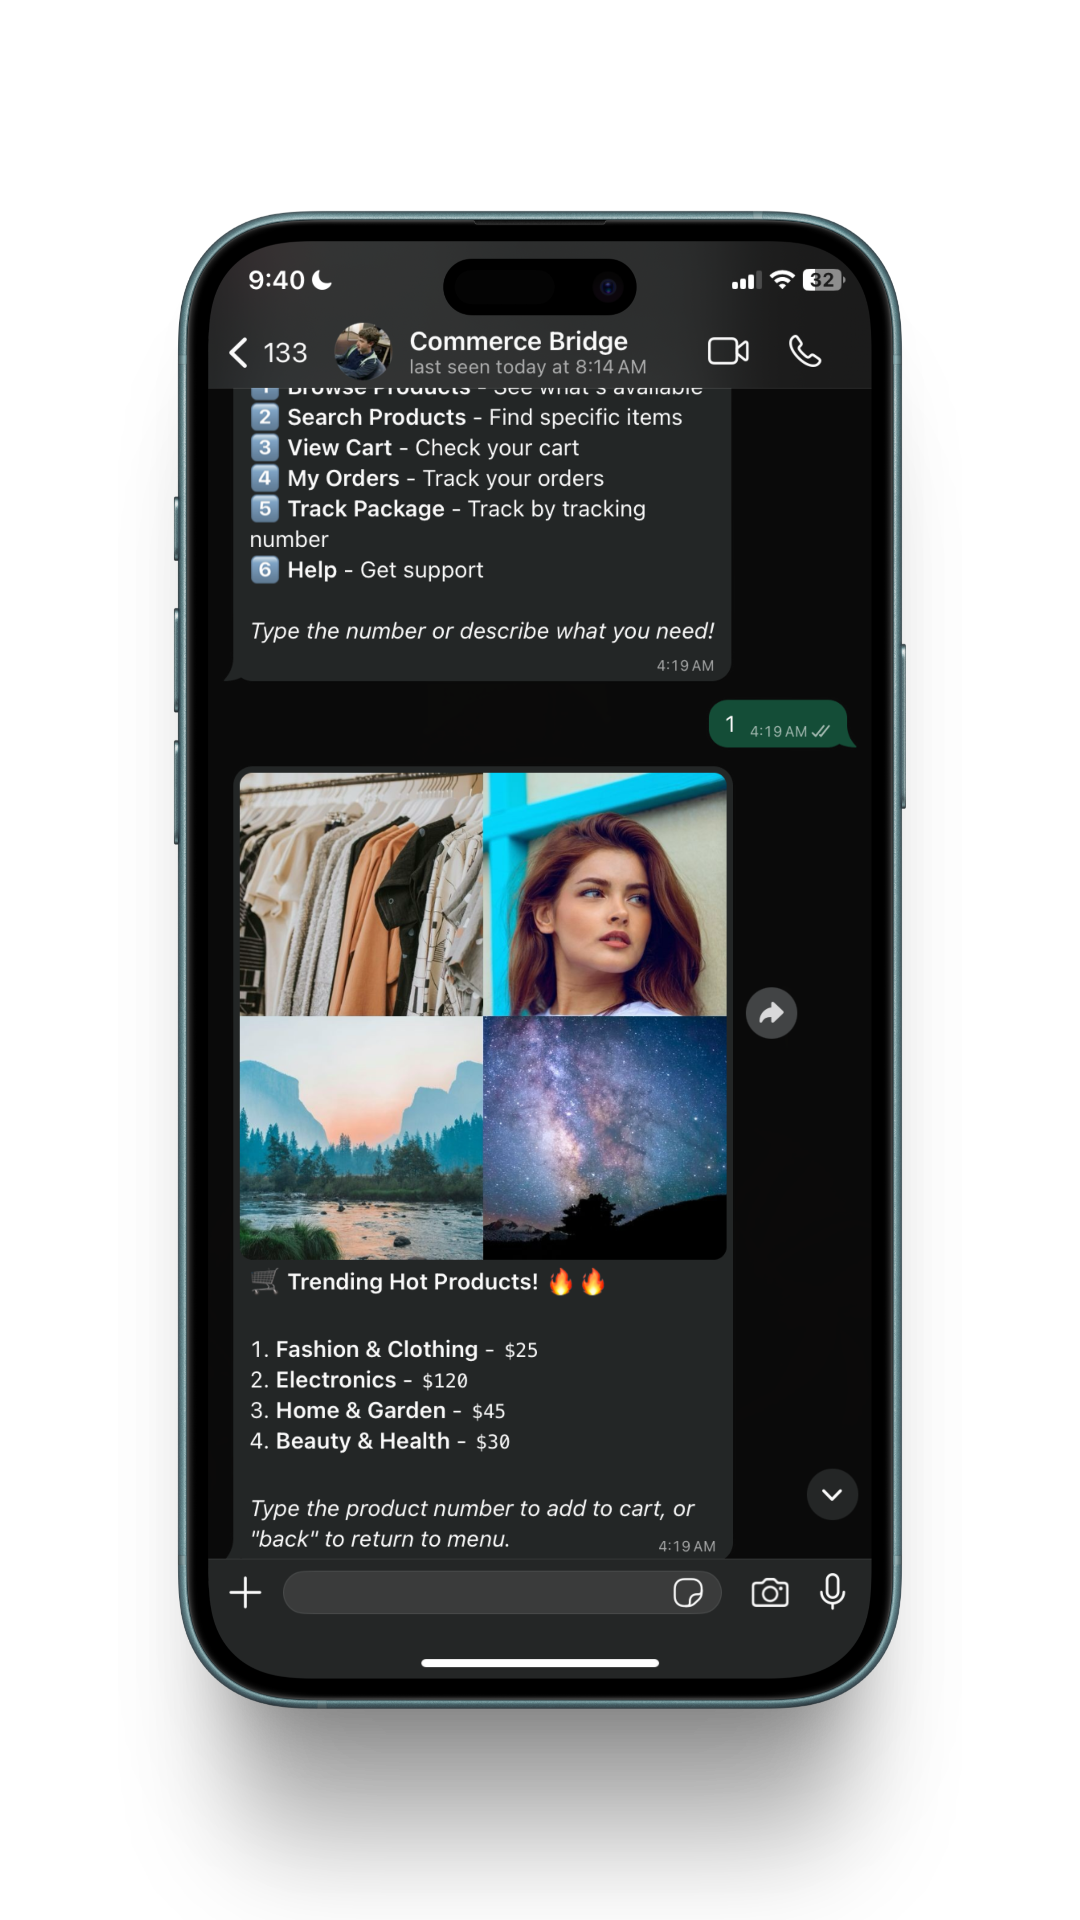 9:40
32
133
Commerce Bridge
last seen today at 8:14 AM
1 Browse Products - See what's available
2 Search Products - Find specific items
3 View Cart - Check your cart
4 My Orders - Track your orders
5 Track Package - Track by tracking
number
6 Help - Get support
Type the number or describe what you need!
4:19 AM
1 4:19 AM
🛒 Trending Hot Products! 🔥🔥
1. Fashion & Clothing - $25
2. Electronics - $120
3. Home & Garden - $45
4. Beauty & Health - $30
Type the product number to add to cart, or
"back" to return to menu.
4:19 AM